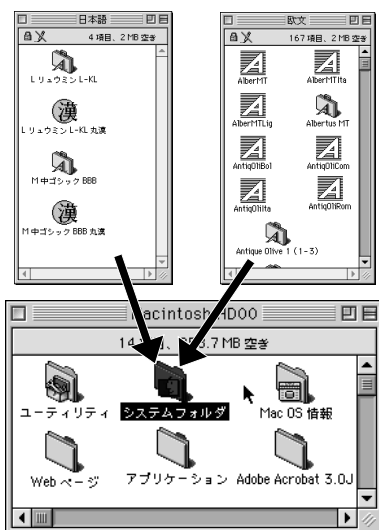 日本語
4 項目、2 MB 空き
L リュウミン L-KL
L リュウミン L-KL 丸漢
M 中ゴシック BBB
M 中ゴシック BBB 丸漢
欧文
167 項目、2 MB 空き
AlberMT
AlberMTIta
AlberMTLig
Albertus MT
AntiqOliBol
AntiqOliCom
AntiqOliIta
AntiqOliRom
Antique Olive 1 (1-3)
Macintosh HD00
14 .7 MB 空き
ユーティリティ
システムフォルダ
Mac OS 情報
Web ページ
アプリケーション
Adobe Acrobat 3.0J